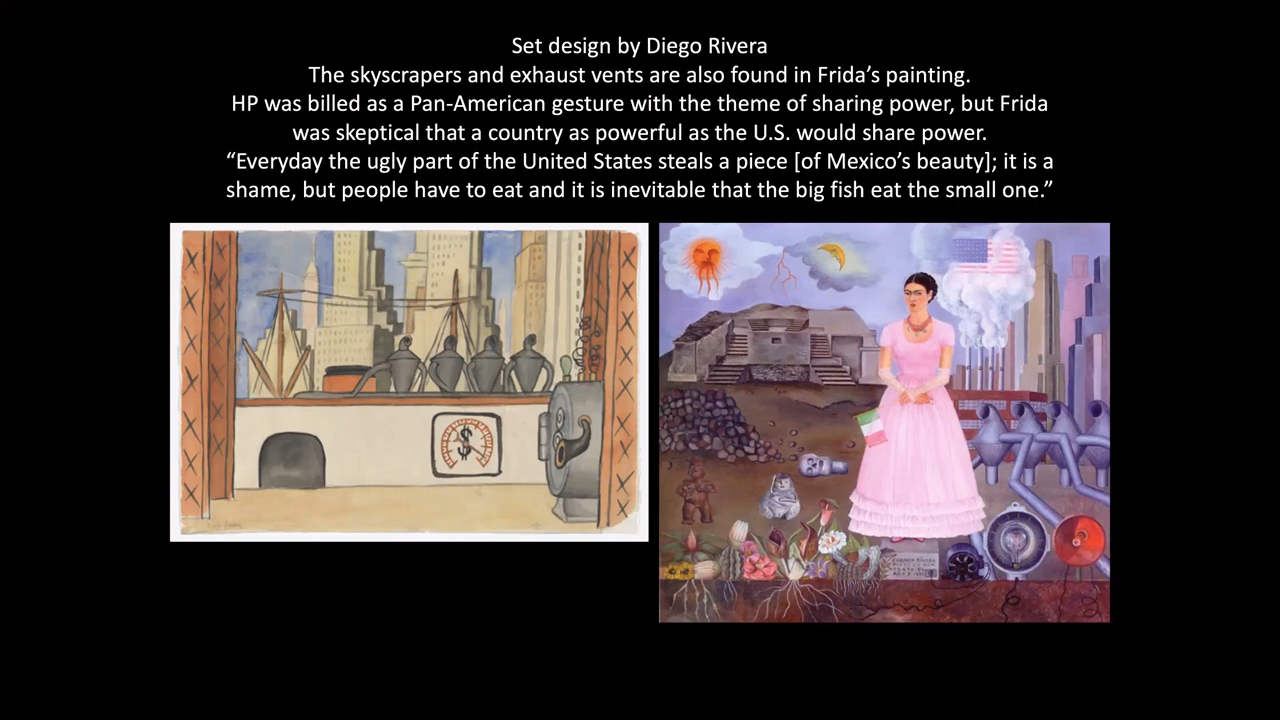 Set design by Diego Rivera
The skyscrapers and exhaust vents are also found in Frida’s painting.
HP was billed as a Pan-American gesture with the theme of sharing power, but Frida
was skeptical that a country as powerful as the U.S. would share power.
“Everyday the ugly part of the United States steals a piece [of Mexico’s beauty]; it is a
shame, but people have to eat and it is inevitable that the big fish eat the small one.”
$